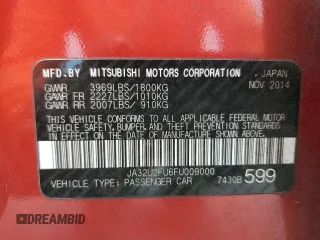 MFD.BY MITSUBISHI MOTORS CORPORATION, JAPAN
GVWR 3969LBS/1800KG NOV 2014
GAWR FR 2227LBS/1010KG
GAWR RR 2007LBS/ 910KG
THIS VEHICLE CONFORMS TO ALL APPLICABLE FEDERAL MOTOR
VEHICLE SAFETY, BUMPER, AND THEFT PREVENTION STANDARDS
IN EFFECT ON THE DATE OF MANUFACTURE SHOWN ABOVE.
JA32U2FU6FU009000
VEHICLE TYPE: PASSENGER CAR 7430B 599
DREAMBID